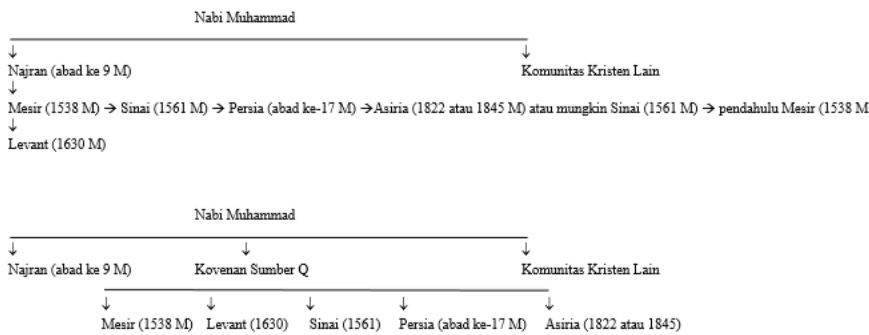 Nabi Muhammad
↓ ↓
Najran (abad ke 9 M) Komunitas Kristen Lain
↓
Mesir (1538 M) → Sinai (1561 M) → Persia (abad ke-17 M) →Asiria (1822 atau 1845 M) atau mungkin Sinai (1561 M) → pendahulu Mesir (1538 M
↓
Levant (1630 M)
Nabi Muhammad
↓ ↓ ↓
Najran (abad ke 9 M) Kovenan Sumber Q Komunitas Kristen Lain
↓ ↓ ↓ ↓ ↓
Mesir (1538 M) Levant (1630) Sinai (1561) Persia (abad ke-17 M) Asiria (1822 atau 1845)